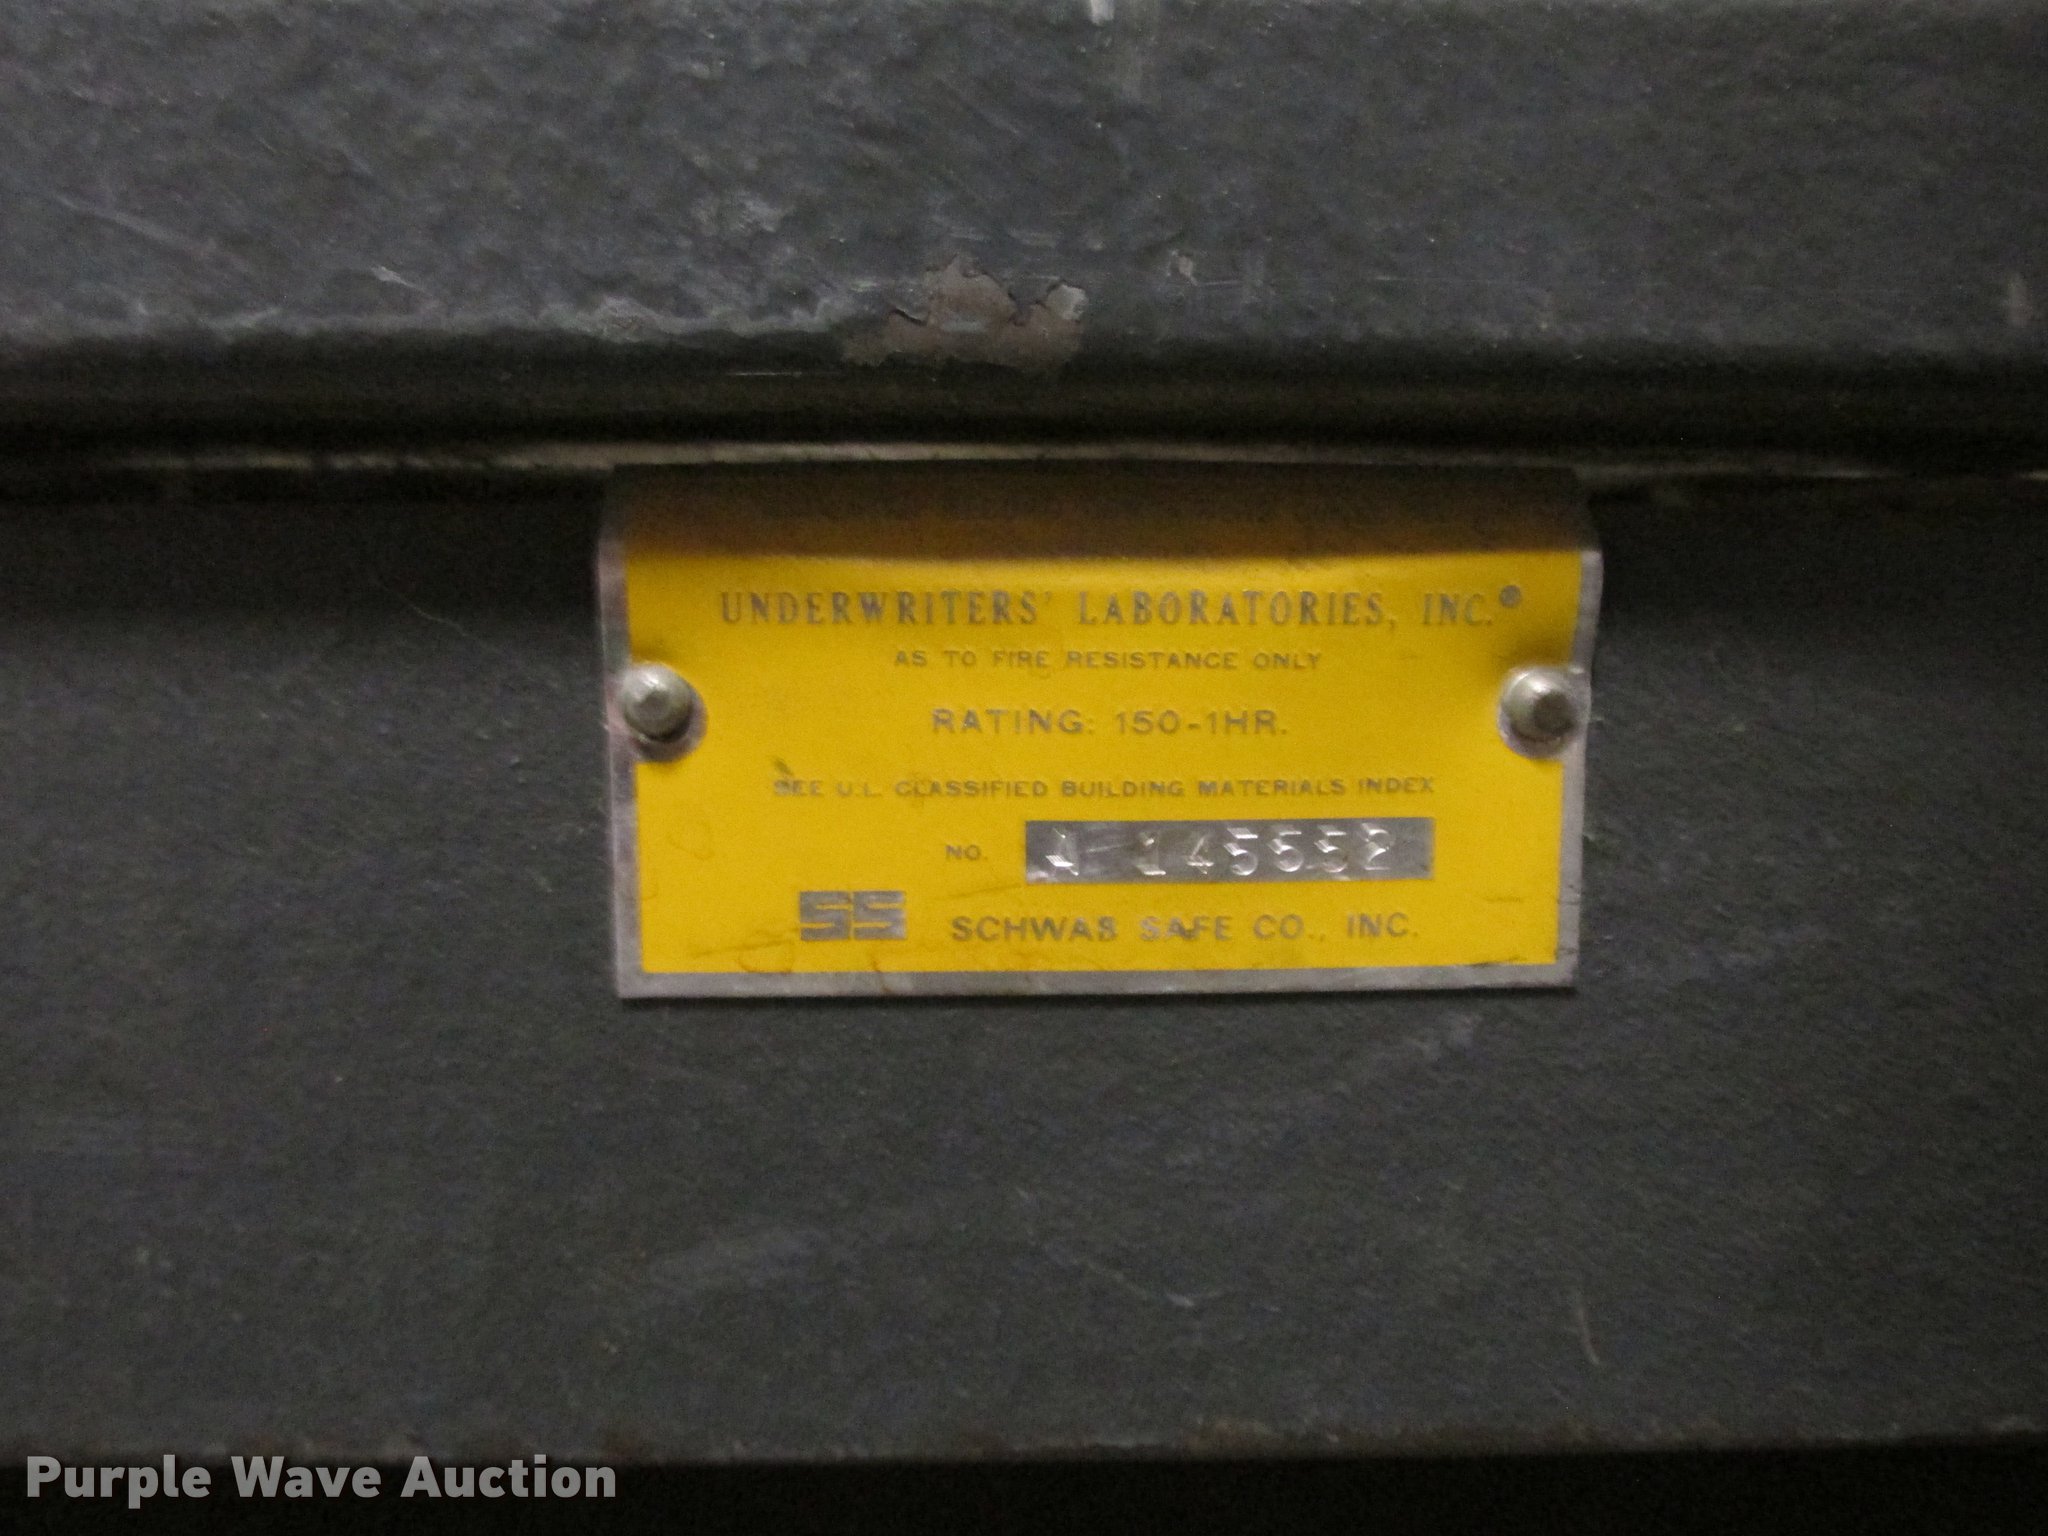 UNDERWRITERS' LABORATORIES, INC.®
AS TO FIRE RESISTANCE ONLY
RATING: 150-1HR.
SEE U.L. CLASSIFIED BUILDING MATERIALS INDEX
NO. A 145552
SS SCHWAB SAFE CO., INC.
Purple Wave Auction